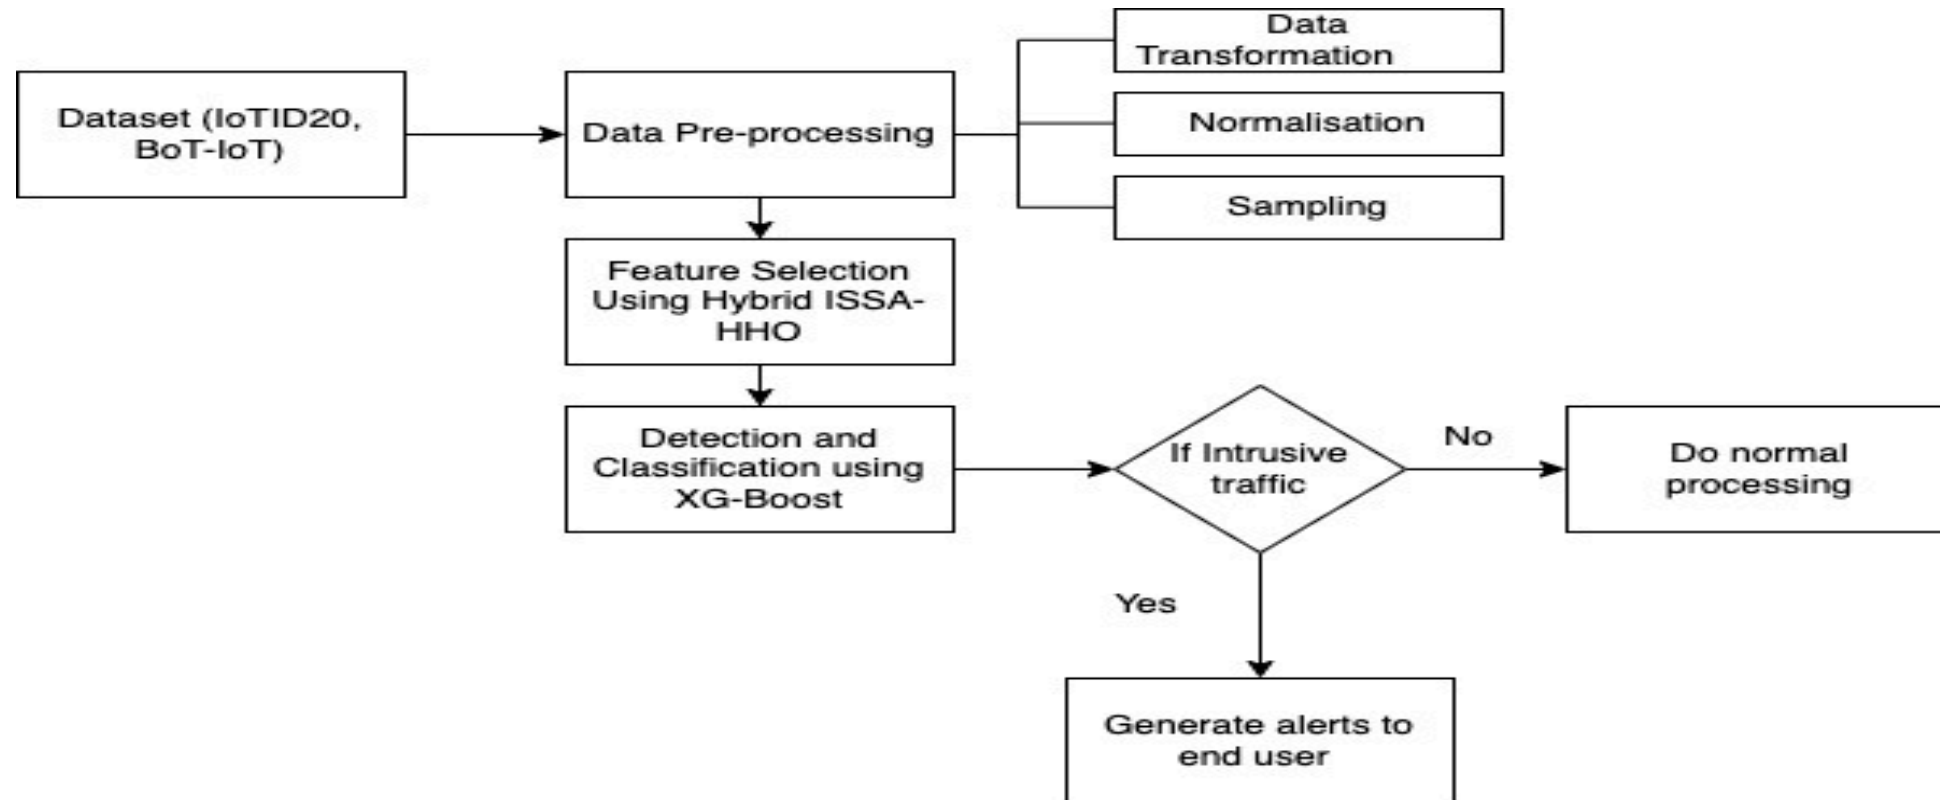 Data
Transformation
Dataset (IoTID20,
BoT-IoT)
Data Pre-processing
Normalisation
Sampling
Feature Selection
Using Hybrid ISSA-
HHO
Detection and
Classification using
XG-Boost
If Intrusive
traffic
No
Do normal
processing
Yes
Generate alerts to
end user